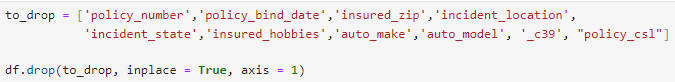 to_drop = ['policy_number','policy_bind_date','insured_zip','incident_location',
'incident_state','insured_hobbies','auto_make','auto_model', '_c39', "policy_csl"]
df.drop(to_drop, inplace = True, axis = 1)